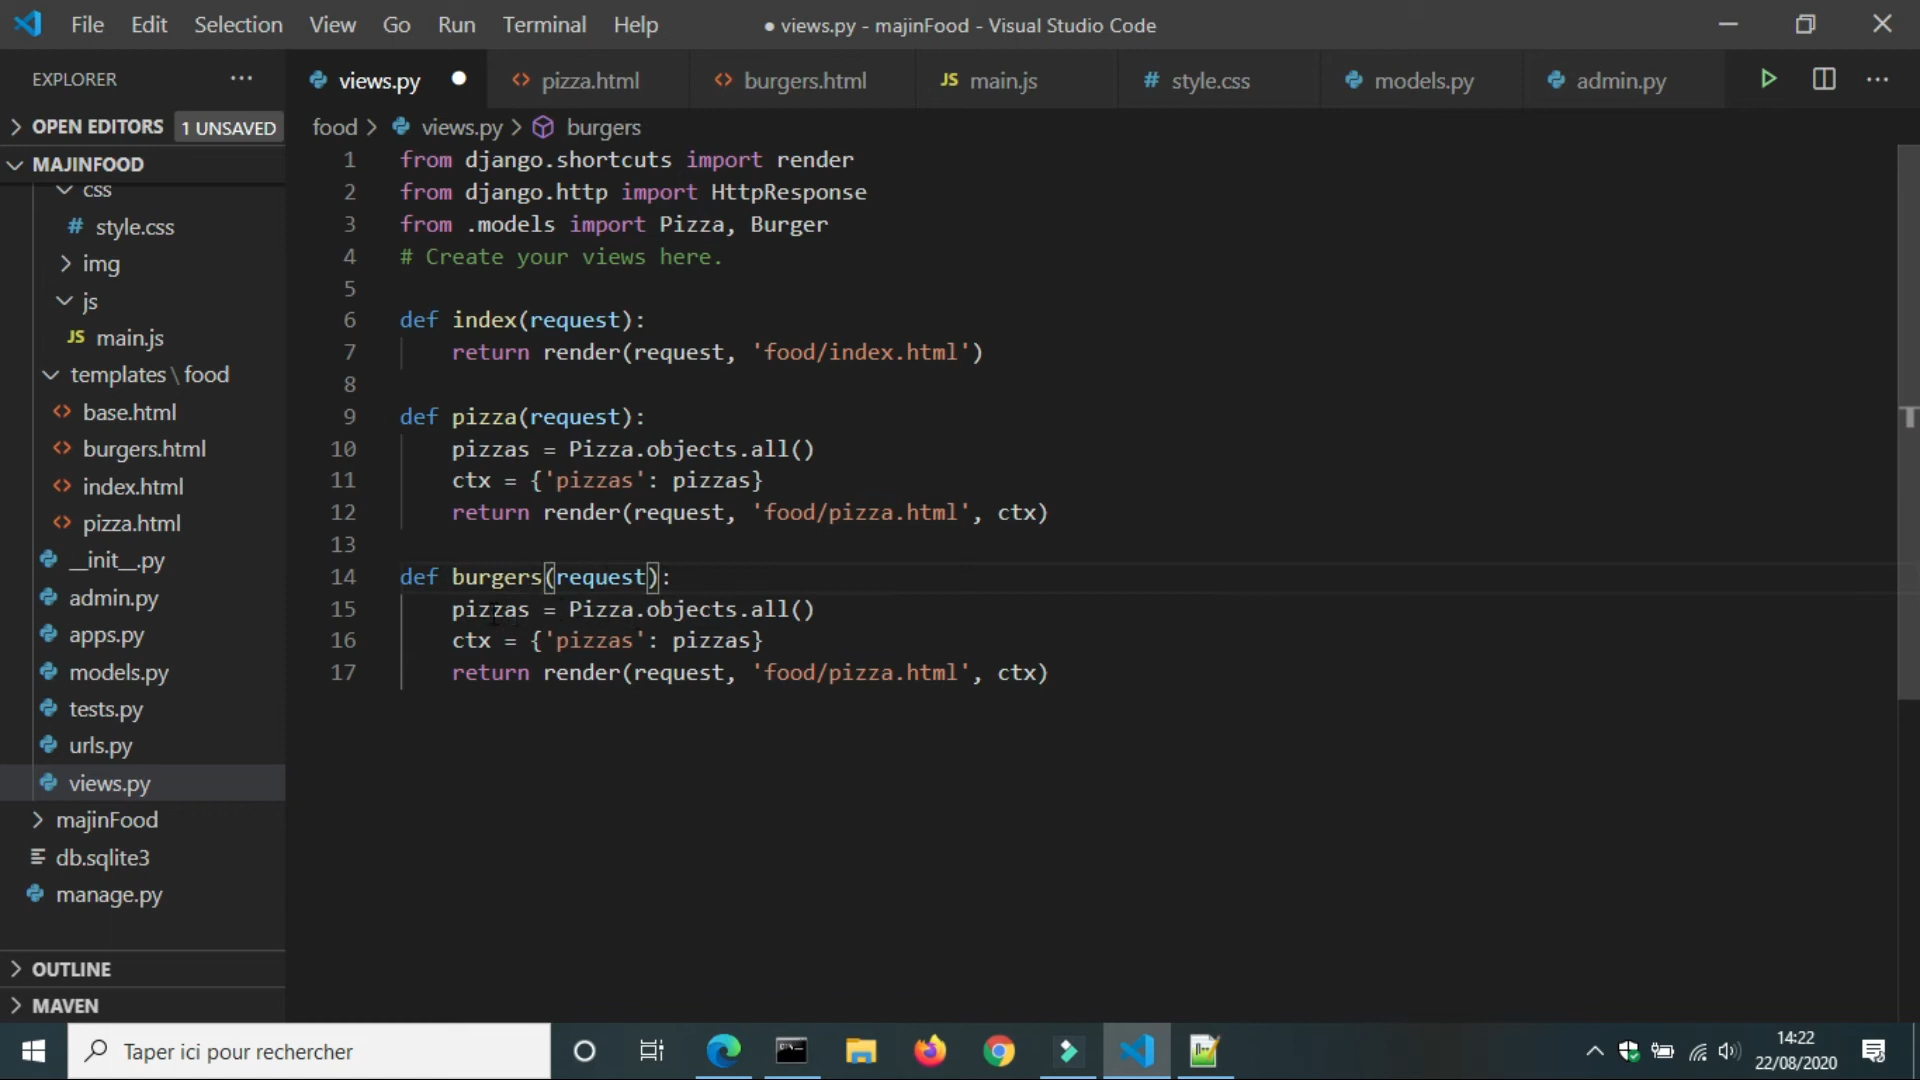 File Edit Selection View Go Run Terminal Help ● views.py - majinFood - Visual Studio Code
EXPLORER ··· views.py ● pizza.html burgers.html JS main.js # style.css models.py admin.py ···
OPEN EDITORS 1 UNSAVED
food > views.py > burgers
MAJINFOOD
css
# style.css
img
js
JS main.js
templates \ food
base.html
burgers.html
index.html
pizza.html
__init__.py
admin.py
apps.py
models.py
tests.py
urls.py
views.py
majinFood
db.sqlite3
manage.py
OUTLINE
MAVEN
1 from django.shortcuts import render
2 from django.http import HttpResponse
3 from .models import Pizza, Burger
4 # Create your views here.
5
6 def index(request):
7     return render(request, 'food/index.html')
8
9 def pizza(request):
10     pizzas = Pizza.objects.all()
11     ctx = {'pizzas': pizzas}
12     return render(request, 'food/pizza.html', ctx)
13
14 def burgers(request):
15     pizzas = Pizza.objects.all()
16     ctx = {'pizzas': pizzas}
17     return render(request, 'food/pizza.html', ctx)
Taper ici pour rechercher
14:22
22/08/2020